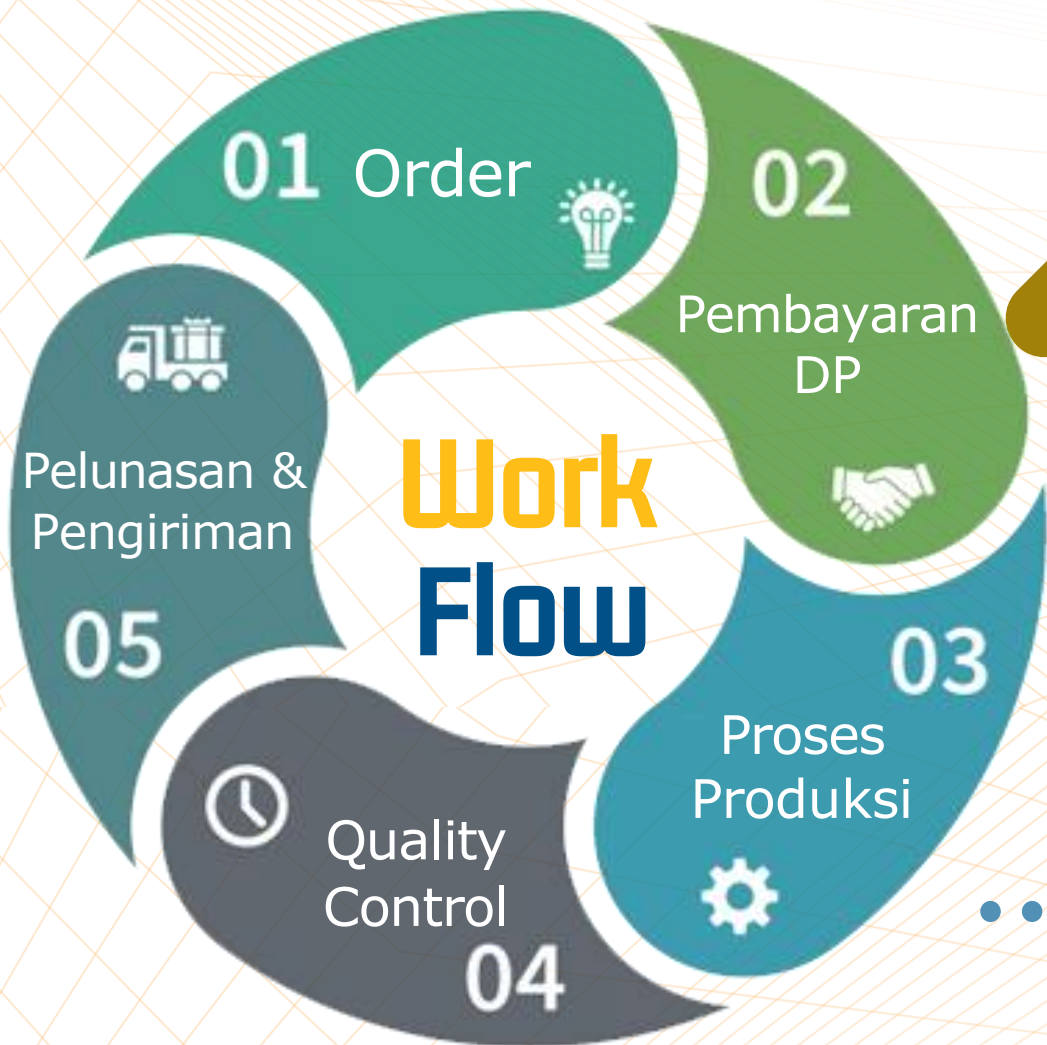 01 Order
02
Pembayaran
DP
03
Proses
Produksi
Quality
Control
04
Pelunasan &
Pengiriman
05
Work
Flow